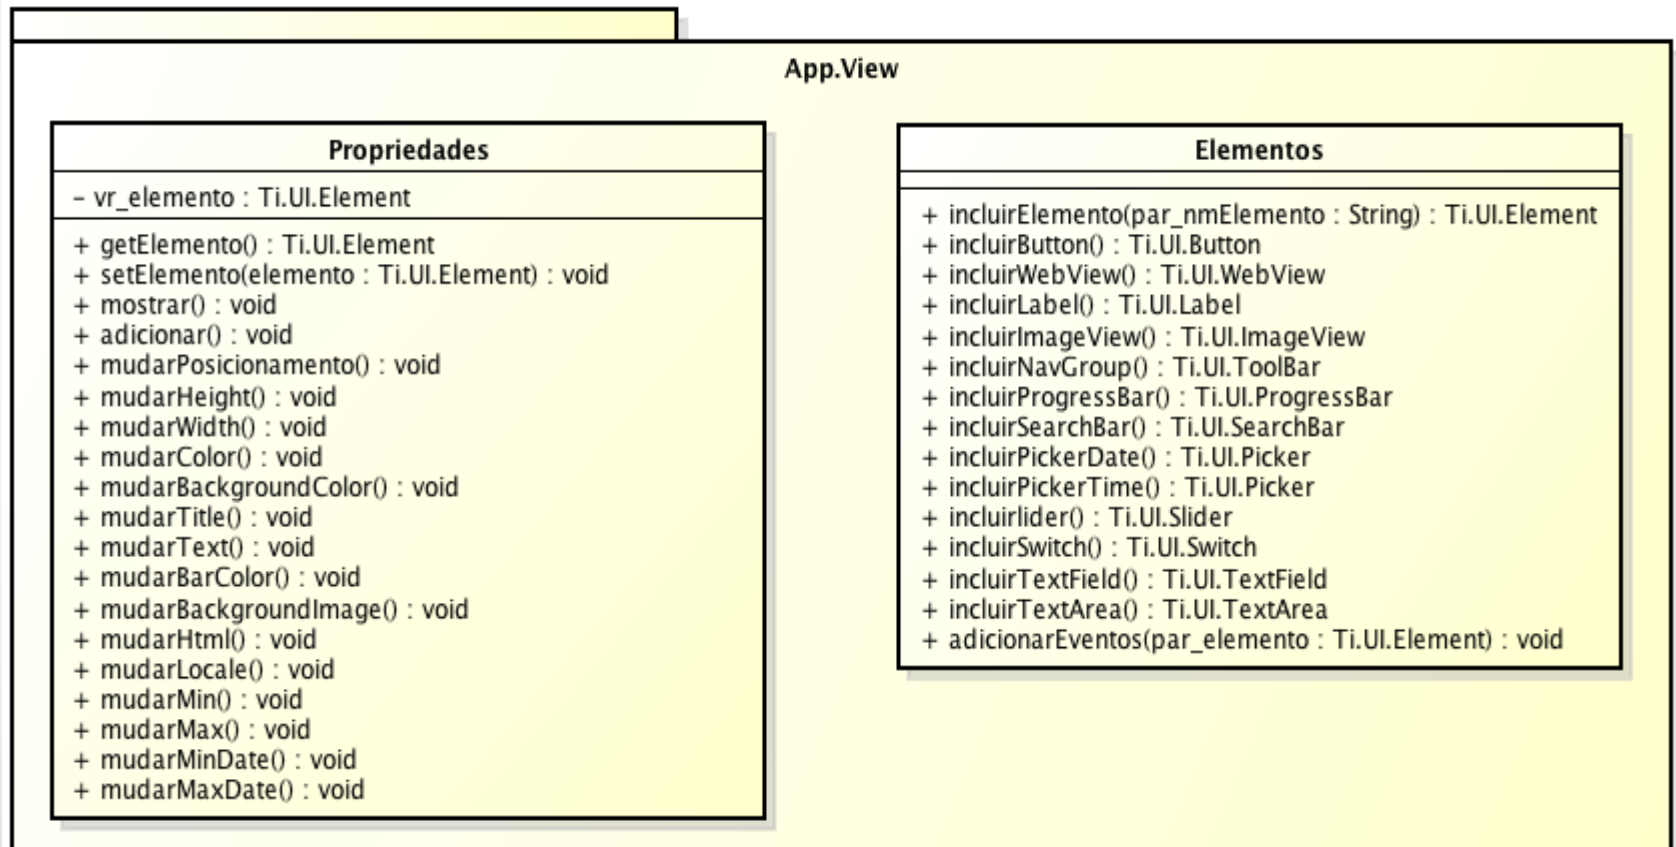 App.View
Propriedades
- vr_elemento : Ti.UI.Element
+ getElemento() : Ti.UI.Element
+ setElemento(elemento : Ti.UI.Element) : void
+ mostrar() : void
+ adicionar() : void
+ mudarPosicionamento() : void
+ mudarHeight() : void
+ mudarWidth() : void
+ mudarColor() : void
+ mudarBackgroundColor() : void
+ mudarTitle() : void
+ mudarText() : void
+ mudarBarColor() : void
+ mudarBackgroundImage() : void
+ mudarHtml() : void
+ mudarLocale() : void
+ mudarMin() : void
+ mudarMax() : void
+ mudarMinDate() : void
+ mudarMaxDate() : void
Elementos
+ incluirElemento(par_nmElemento : String) : Ti.UI.Element
+ incluirButton() : Ti.UI.Button
+ incluirWebView() : Ti.UI.WebView
+ incluirLabel() : Ti.UI.Label
+ incluirImageView() : Ti.UI.ImageView
+ incluirNavGroup() : Ti.UI.ToolBar
+ incluirProgressBar() : Ti.UI.ProgressBar
+ incluirSearchBar() : Ti.UI.SearchBar
+ incluirPickerDate() : Ti.UI.Picker
+ incluirPickerTime() : Ti.UI.Picker
+ incluirlider() : Ti.UI.Slider
+ incluirSwitch() : Ti.UI.Switch
+ incluirTextField() : Ti.UI.TextField
+ incluirTextArea() : Ti.UI.TextArea
+ adicionarEventos(par_elemento : Ti.UI.Element) : void